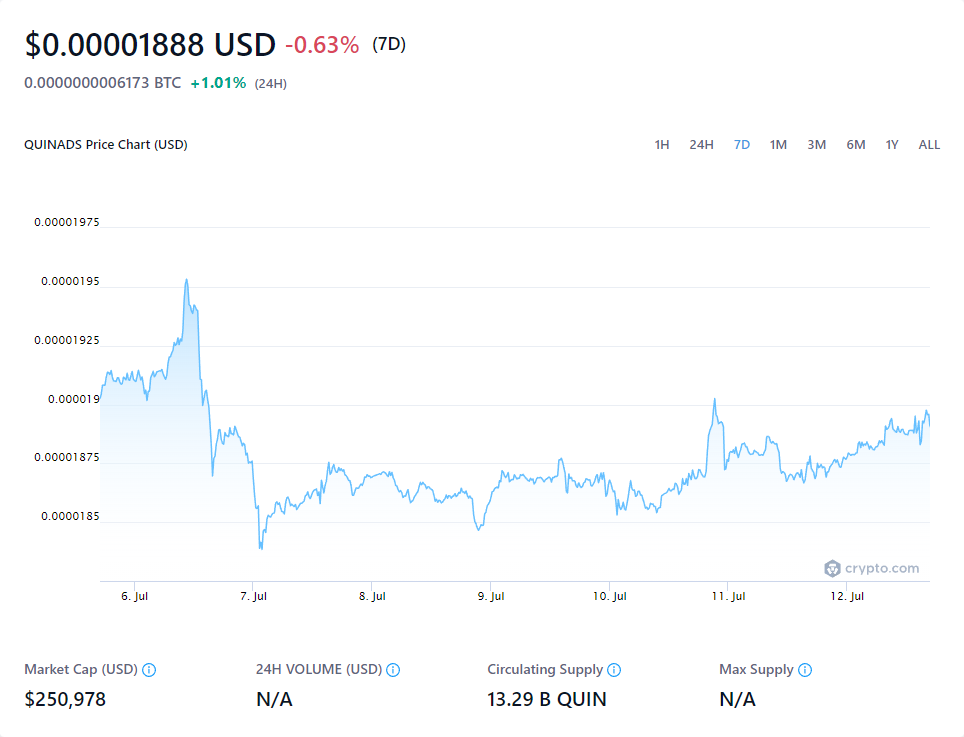 $0.00001888 USD -0.63% (7D)
0.0000000006173 BTC +1.01% (24H)
QUINADS Price Chart (USD) 1H 24H 7D 1M 3M 6M 1Y ALL
0.00001975
0.0000195
0.00001925
0.000019
0.00001875
0.0000185
crypto.com
6. Jul 7. Jul 8. Jul 9. Jul 10. Jul 11. Jul 12. Jul
Market Cap (USD) 24H VOLUME (USD) Circulating Supply Max Supply
$250,978 N/A 13.29 B QUIN N/A